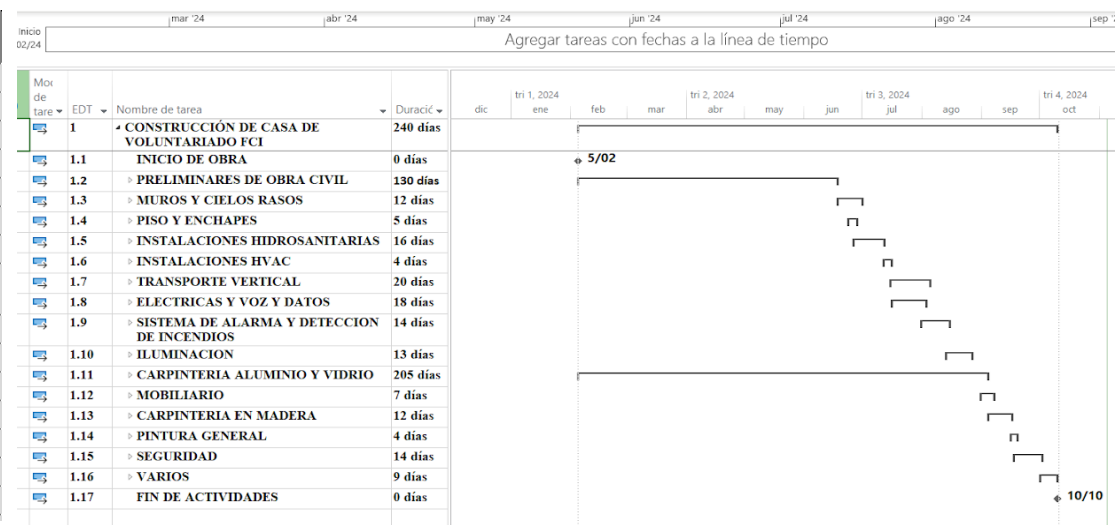 mar '24 abr '24 may '24 jun '24 jul '24 ago '24 sep '2
Inicio
02/24
Agregar tareas con fechas a la línea de tiempo
Mod
de
tare EDT Nombre de tarea Duració
tri 1, 2024 tri 2, 2024 tri 3, 2024 tri 4, 2024
dic ene feb mar abr may jun jul ago sep oct
1 CONSTRUCCIÓN DE CASA DE 240 días
VOLUNTARIADO FCI
1.1 INICIO DE OBRA 0 días 5/02
1.2 PRELIMINARES DE OBRA CIVIL 130 días
1.3 MUROS Y CIELOS RASOS 12 días
1.4 PISO Y ENCHAPES 5 días
1.5 INSTALACIONES HIDROSANITARIAS 16 días
1.6 INSTALACIONES HVAC 4 días
1.7 TRANSPORTE VERTICAL 20 días
1.8 ELECTRICAS Y VOZ Y DATOS 18 días
1.9 SISTEMA DE ALARMA Y DETECCION 14 días
DE INCENDIOS
1.10 ILUMINACION 13 días
1.11 CARPINTERIA ALUMINIO Y VIDRIO 205 días
1.12 MOBILIARIO 7 días
1.13 CARPINTERIA EN MADERA 12 días
1.14 PINTURA GENERAL 4 días
1.15 SEGURIDAD 14 días
1.16 VARIOS 9 días
1.17 FIN DE ACTIVIDADES 0 días 10/10